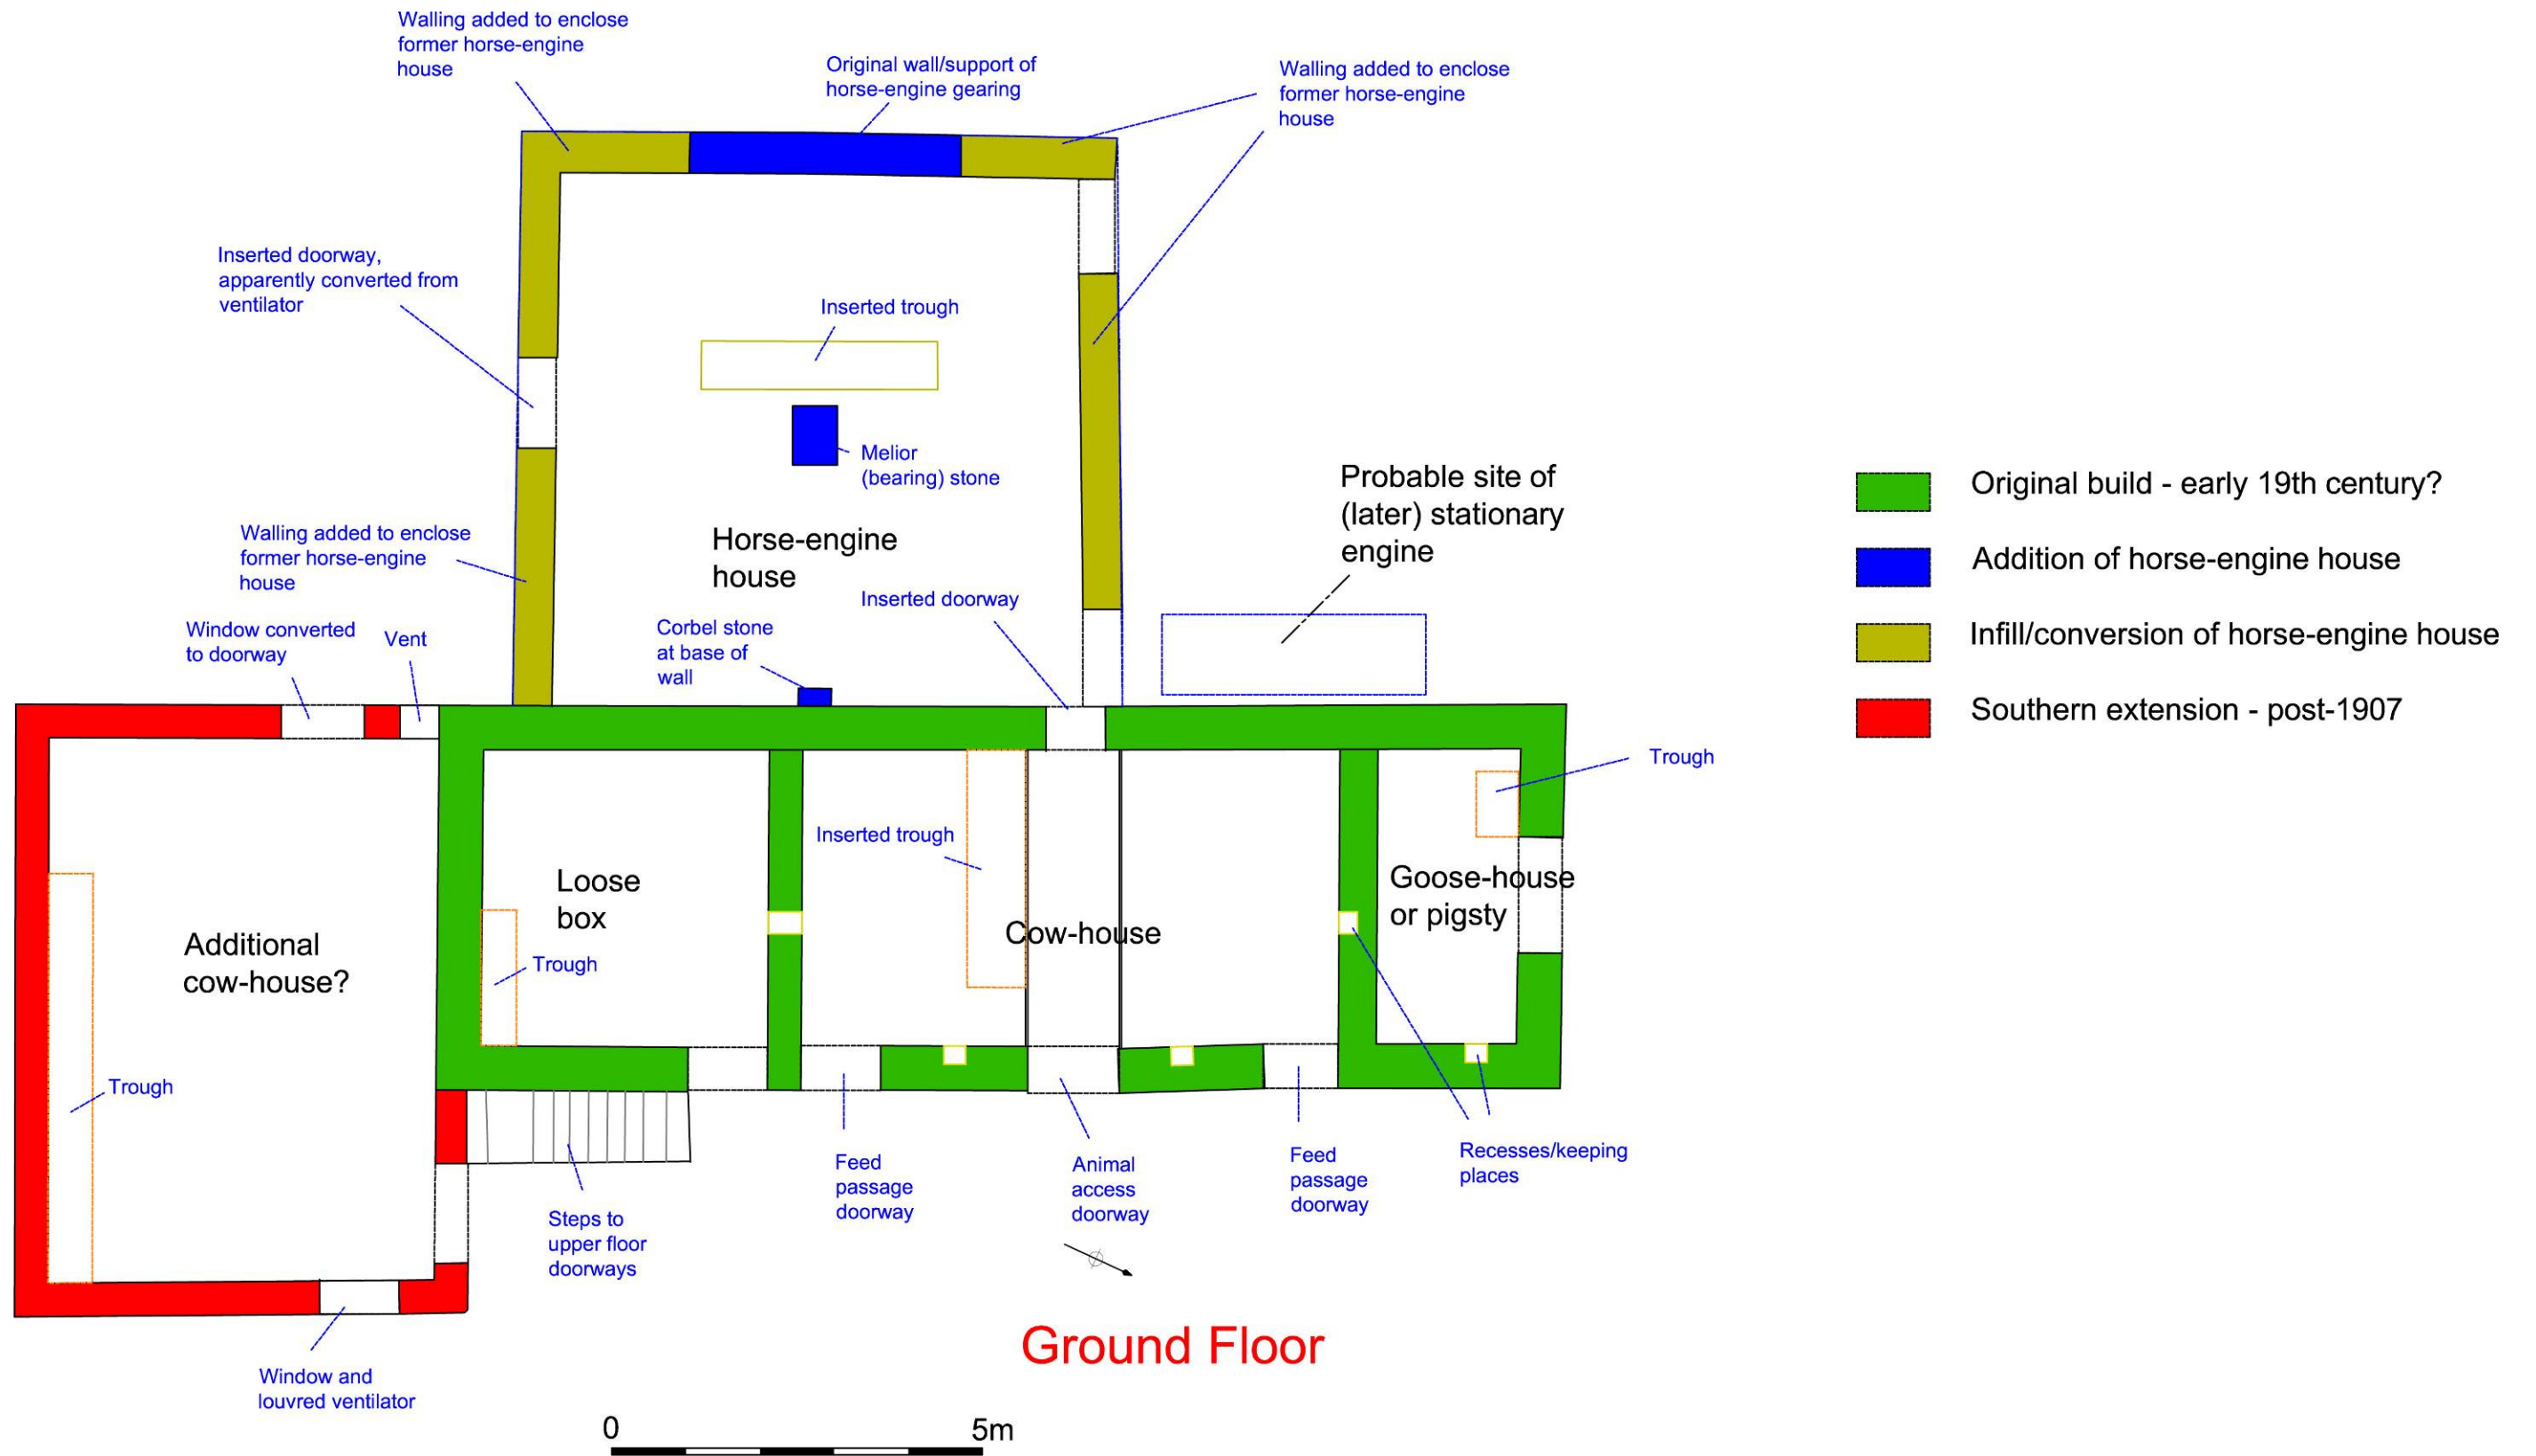 Walling added to enclose
former horse-engine
house
Original wall/support of
horse-engine gearing
Walling added to enclose
former horse-engine
house
Inserted doorway,
apparently converted from
ventilator
Inserted trough
Melior
(bearing) stone
Probable site of
(later) stationary
engine
Original build - early 19th century?
Addition of horse-engine house
Infill/conversion of horse-engine house
Southern extension - post-1907
Walling added to enclose
former horse-engine
house
Horse-engine
house
Inserted doorway
Window converted
to doorway
Vent
Corbel stone
at base of
wall
Trough
Inserted trough
Loose
box
Cow-house
Goose-house
or pigsty
Additional
cow-house?
Trough
Trough
Feed
passage
doorway
Animal
access
doorway
Feed
passage
doorway
Recesses/keeping
places
Steps to
upper floor
doorways
Window and
louvred ventilator
Ground Floor
0 5m